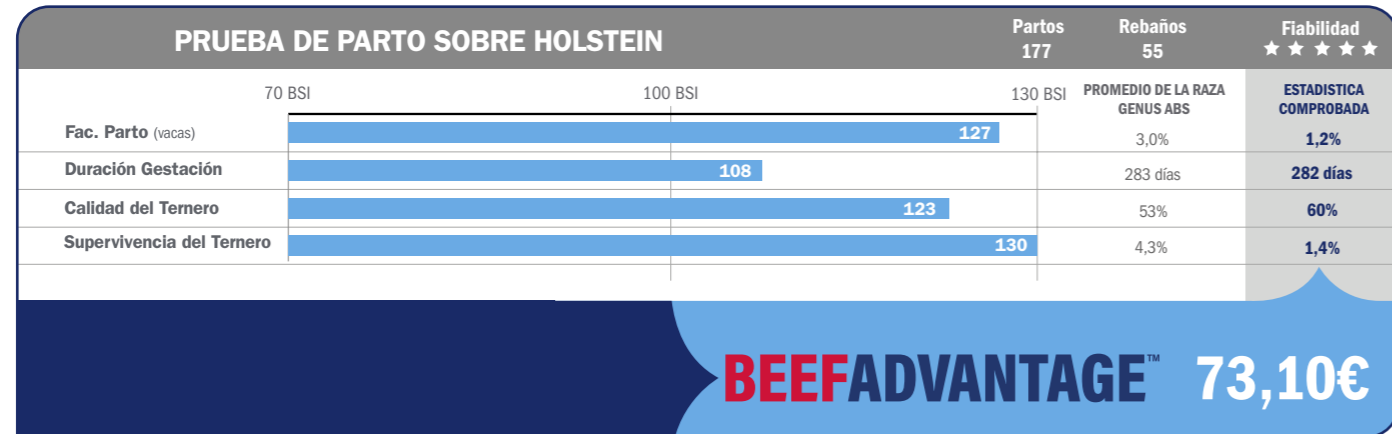 PRUEBA DE PARTO SOBRE HOLSTEIN
Partos
177
Rebaños
55
Fiabilidad
★ ★ ★ ★ ★
70 BSI
100 BSI
130 BSI
PROMEDIO DE LA RAZA
GENUS ABS
ESTADISTICA
COMPROBADA
Fac. Parto (vacas) 127 3,0% 1,2%
Duración Gestación 108 283 días 282 días
Calidad del Ternero 123 53% 60%
Supervivencia del Ternero 130 4,3% 1,4%
BEEFADVANTAGE™ 73,10€